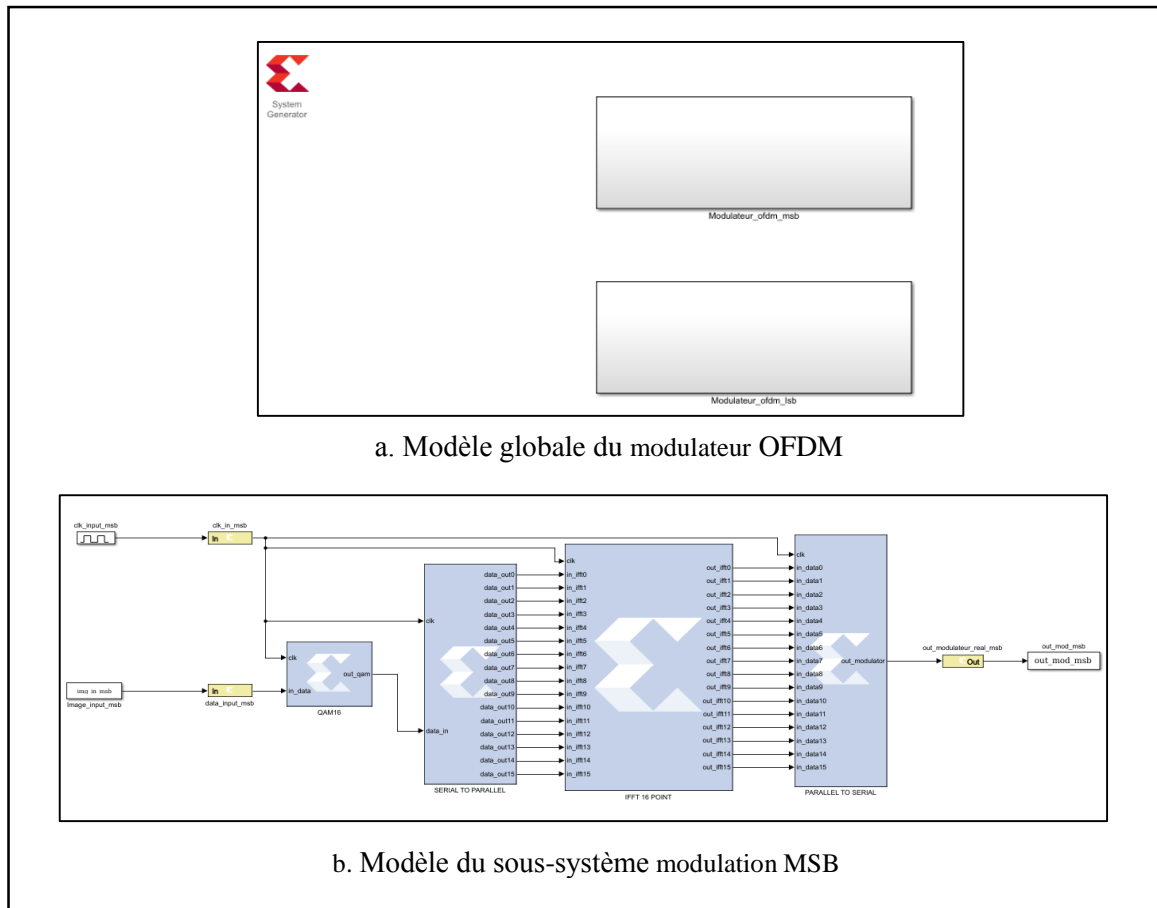 System
Generator
Modulateur_ofdm_msb
Modulateur_ofdm_lsb
a. Modèle globale du modulateur OFDM
clk_input_msb
clk_in_msb
In
clk
in_data
out_qam
QAM16
img_in_msb
Image_input_msb
In
data_input_msb
clk
data_in
data_out0
data_out1
data_out2
data_out3
data_out4
data_out5
data_out6
data_out7
data_out8
data_out9
data_out10
data_out11
data_out12
data_out13
data_out14
data_out15
SERIAL TO PARALLEL
clk
in_ifft0
in_ifft1
in_ifft2
in_ifft3
in_ifft4
in_ifft5
in_ifft6
in_ifft7
in_ifft8
in_ifft9
in_ifft10
in_ifft11
in_ifft12
in_ifft13
in_ifft14
in_ifft15
out_ifft0
out_ifft1
out_ifft2
out_ifft3
out_ifft4
out_ifft5
out_ifft6
out_ifft7
out_ifft8
out_ifft9
out_ifft10
out_ifft11
out_ifft12
out_ifft13
out_ifft14
out_ifft15
IFFT 16 POINT
clk
in_data0
in_data1
in_data2
in_data3
in_data4
in_data5
in_data6
in_data7
in_data8
in_data9
in_data10
in_data11
in_data12
in_data13
in_data14
in_data15
out_modulator
PARALLEL TO SERIAL
out_modulateur_real_msb
Out
out_mod_msb
out_mod_msb
b. Modèle du sous-système modulation MSB